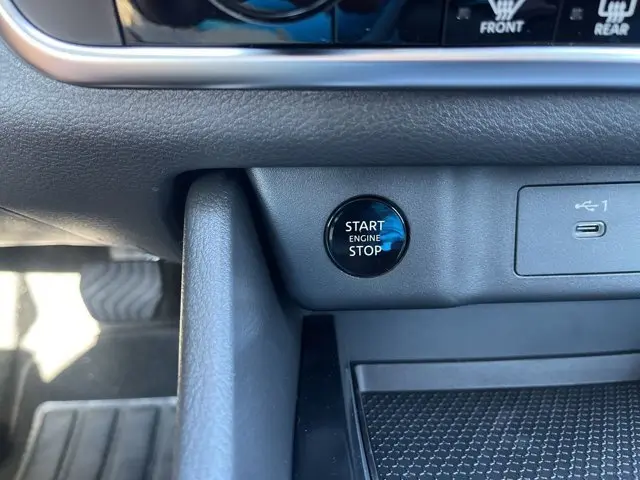 FRONT
REAR
START
ENGINE
STOP
1